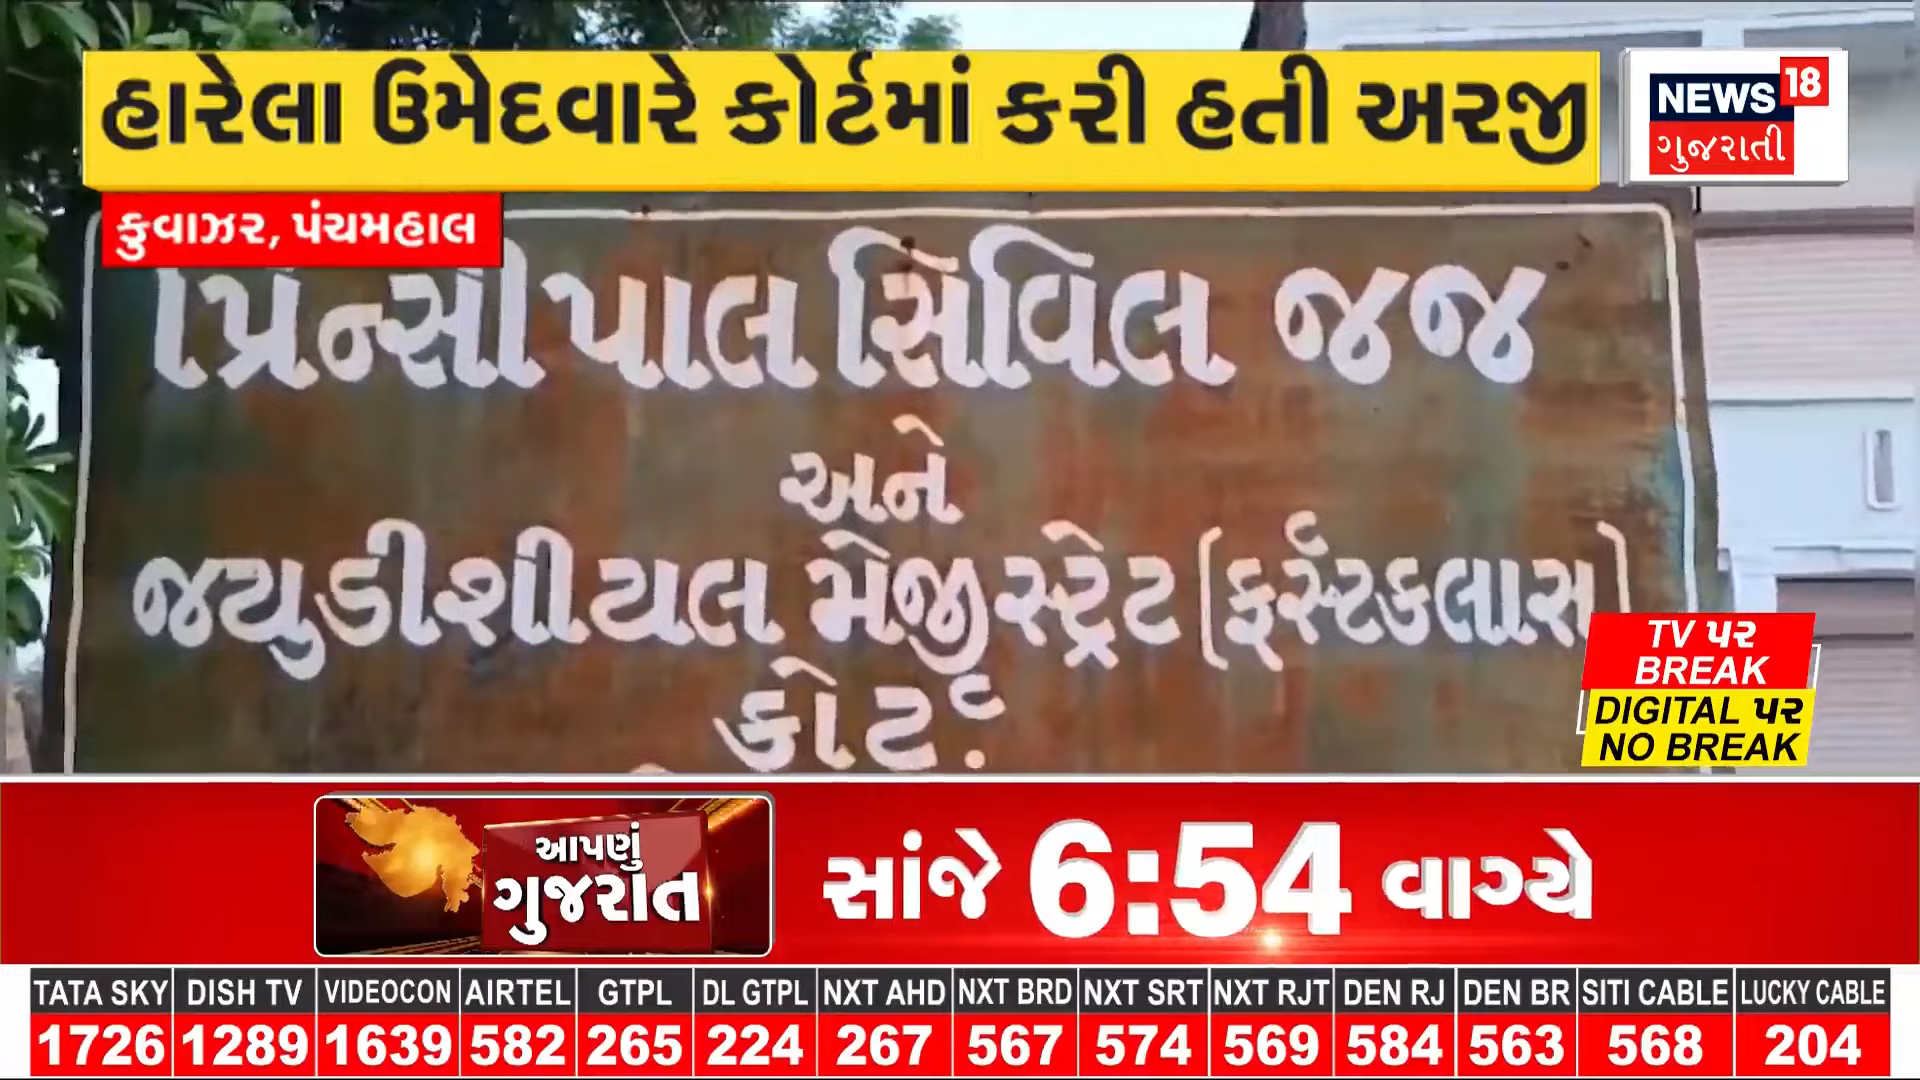 હારેલા ઉમેદવારે કોર્ટમાં કરી હતી અરજી
NEWS 18
ગુજરાતી
કુવાઝર, પંચમહાલ
પ્રિન્સીપાલ સિવિલ જજ
અને
જ્યુડીશીયલ મેજીસ્ટ્રેટ (ફર્સ્ટકલાસ)
કોર્ટ.
TV પર
BREAK
DIGITAL પર
NO BREAK
આપણું
ગુજરાત
સાંજે 6:54 વાગ્યે
TATA SKY DISH TV VIDEOCON AIRTEL GTPL DL GTPL NXT AHD NXT BRD NXT SRT NXT RJT DEN RJ DEN BR SITI CABLE LUCKY CABLE
1726 1289 1639 582 265 224 267 567 574 569 584 563 568 204